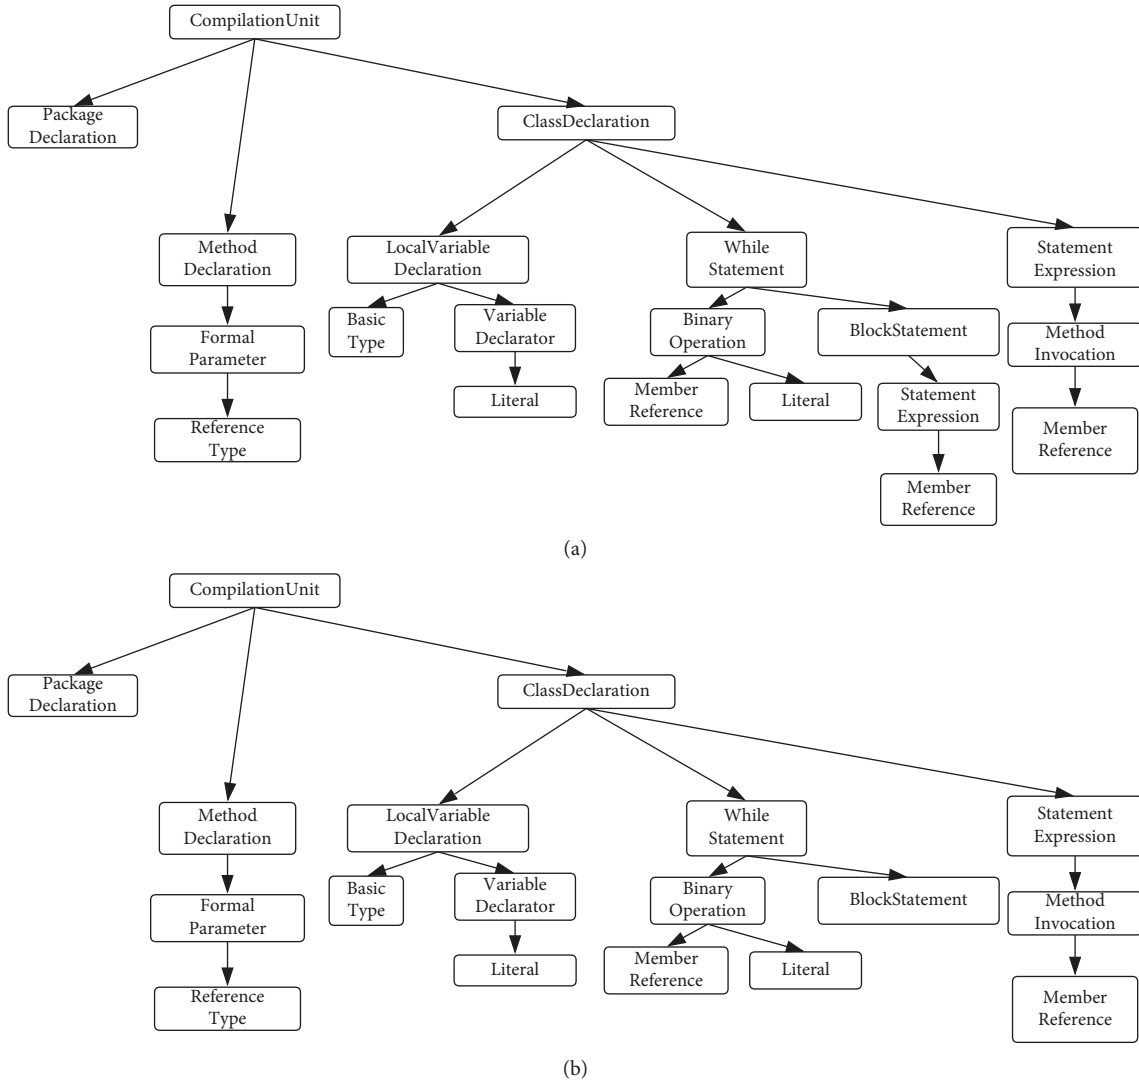 CompilationUnit
Package
Declaration
ClassDeclaration
Method
Declaration
LocalVariable
Declaration
While
Statement
Statement
Expression
Basic
Type
Variable
Declarator
Binary
Operation
BlockStatement
Method
Invocation
Formal
Parameter
Member
Reference
Literal
Literal
Statement
Expression
Member
Reference
Reference
Type
Member
Reference
(a)
CompilationUnit
Package
Declaration
ClassDeclaration
Method
Declaration
LocalVariable
Declaration
While
Statement
Statement
Expression
Basic
Type
Variable
Declarator
Binary
Operation
BlockStatement
Method
Invocation
Formal
Parameter
Member
Reference
Literal
Literal
Reference
Type
Member
Reference
(b)